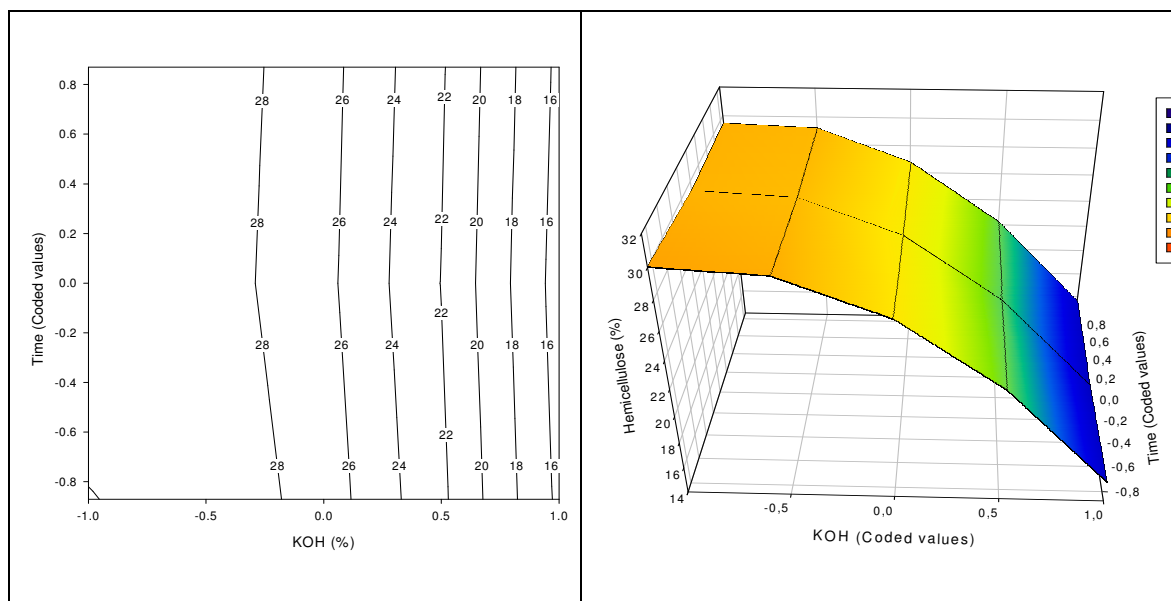 0.8
0.6
0.4
0.2
0.0
-0.2
-0.4
-0.6
-0.8
Time (Coded values)
28 26 24 22 20 18 16
28 26 24 22 20 18 16
22
28 26 24 20 18 16
22
28 26 24 20 18 16
-1.0 -0.5 0.0 0.5 1.0
KOH (%)
32
30
28
26
24
22
20
18
16
14
Hemicellulose (%)
-0,5 0,0 0,5 1,0
KOH (Coded values)
0,8
0,6
0,4
0,2
0,0
-0,2
-0,4
-0,6
-0,8
Time (Coded values)